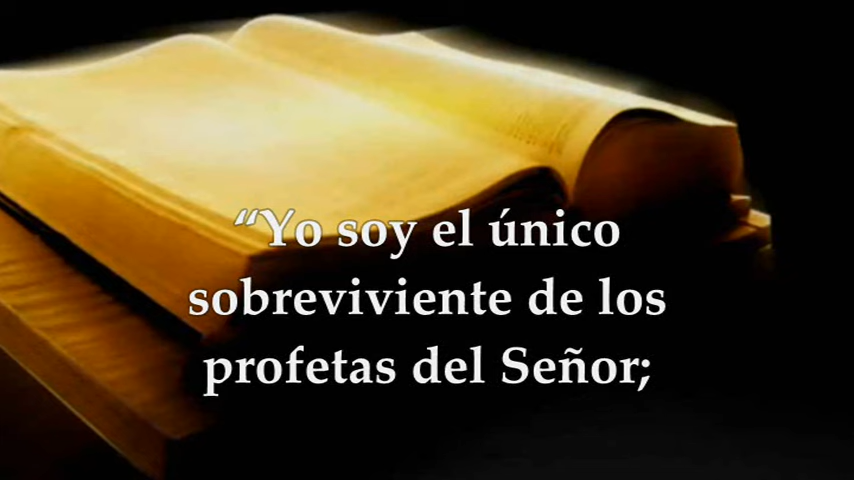 “Yo soy el único
sobreviviente de los
profetas del Señor;